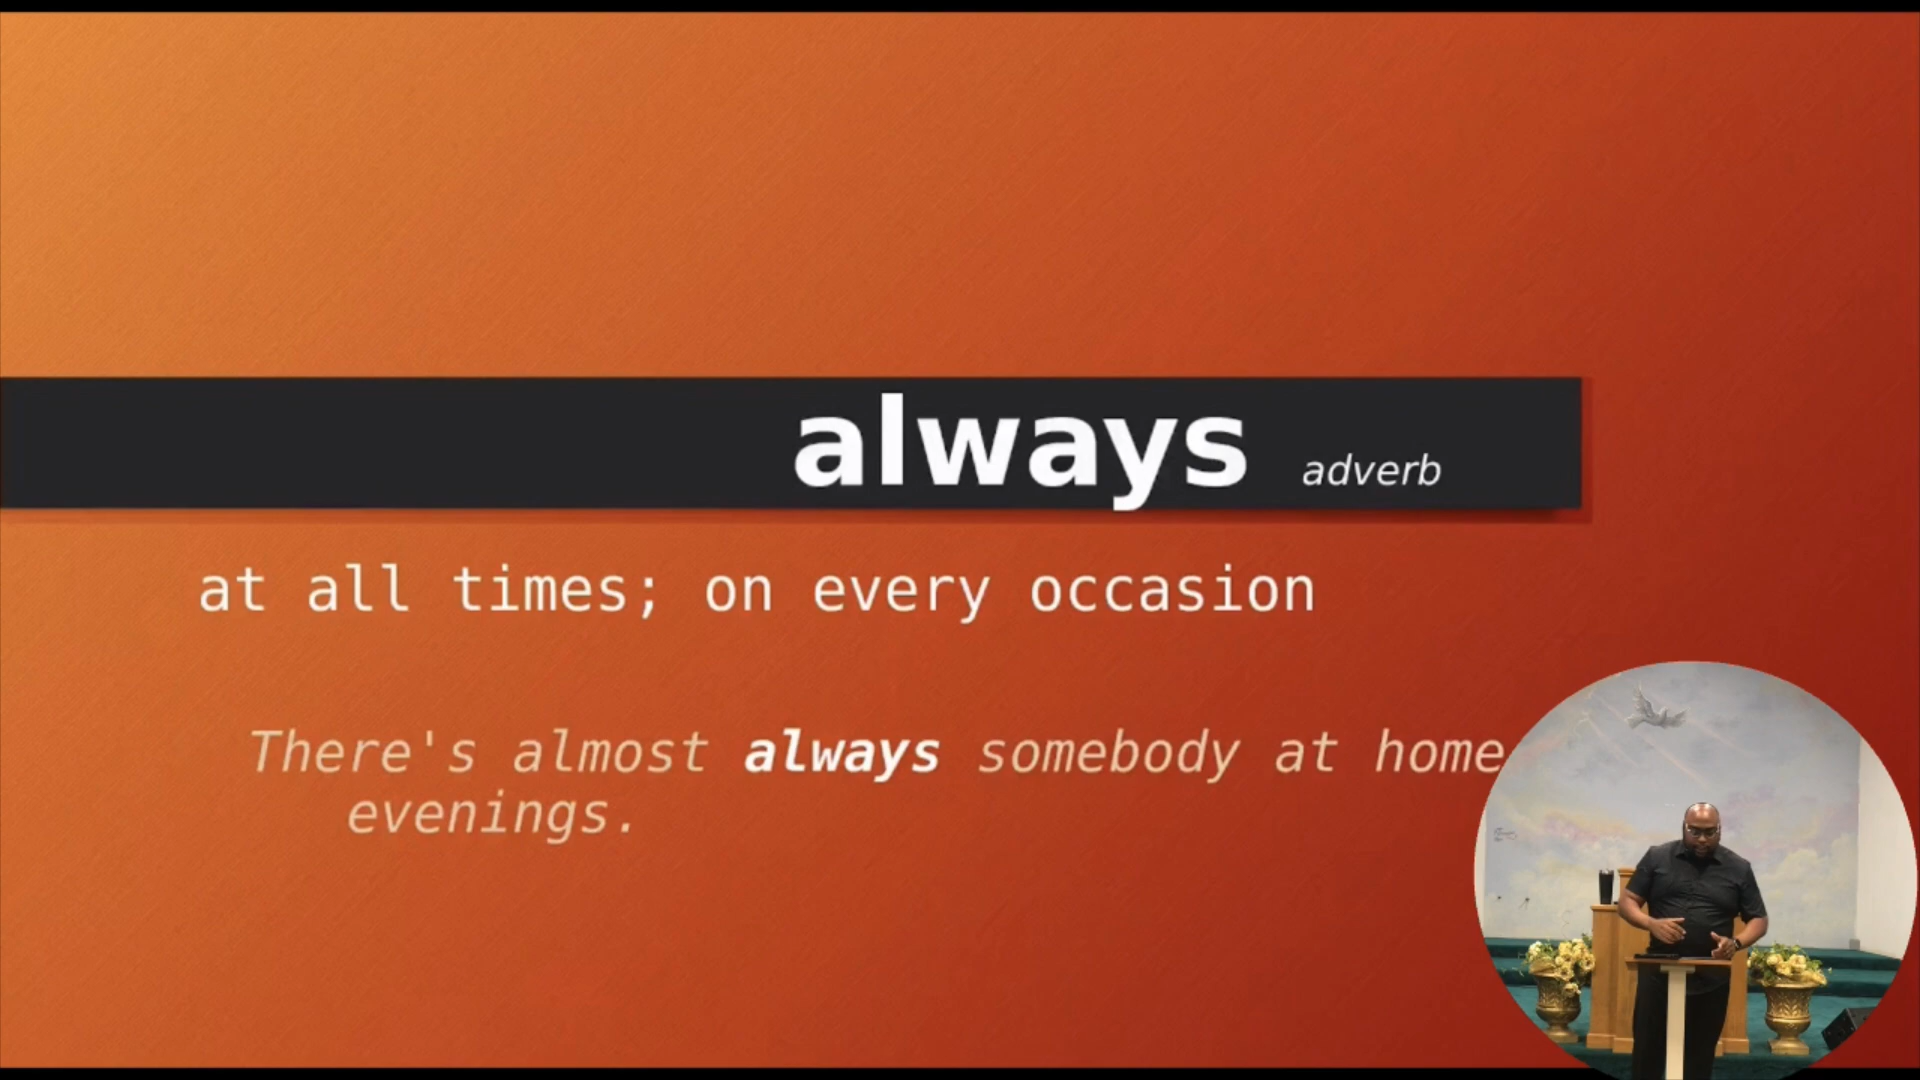 always adverb
at all times; on every occasion
There's almost always somebody at home
evenings.